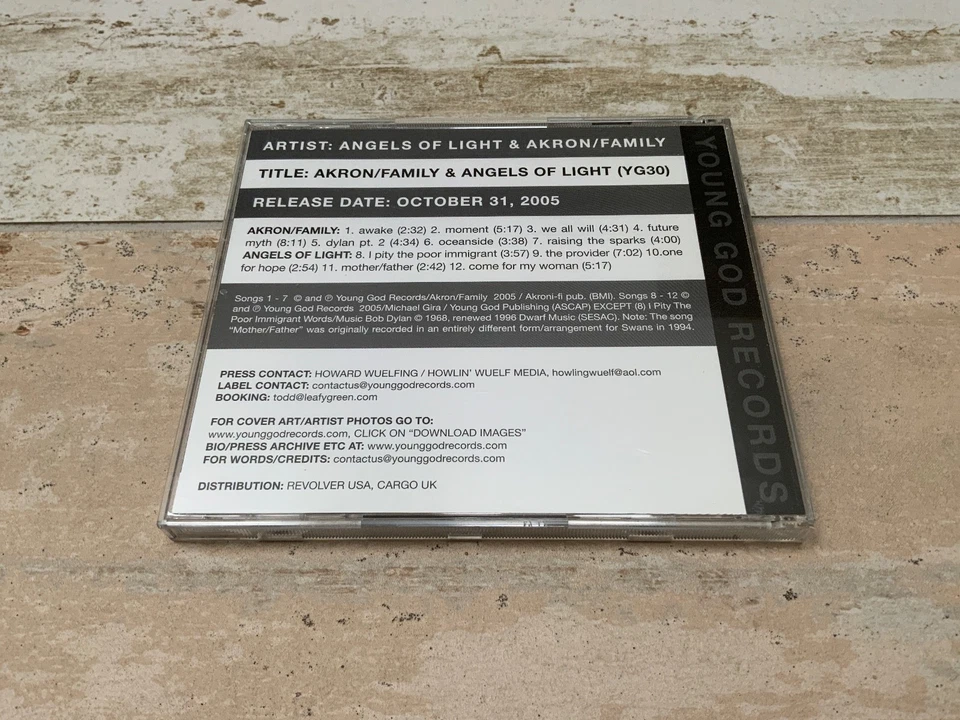 ARTIST: ANGELS OF LIGHT & AKRON/FAMILY
TITLE: AKRON/FAMILY & ANGELS OF LIGHT (YG30)
RELEASE DATE: OCTOBER 31, 2005
AKRON/FAMILY: 1. awake (2:32) 2. moment (5:17) 3. we all will (4:31) 4. future
myth (8:11) 5. dylan pt. 2 (4:34) 6. oceanside (3:38) 7. raising the sparks (4:00)
ANGELS OF LIGHT: 8. I pity the poor immigrant (3:57) 9. the provider (7:02) 10.one
for hope (2:54) 11. mother/father (2:42) 12. come for my woman (5:17)
Songs 1 - 7 © and ℗ Young God Records/Akron/Family 2005 / Akroni-fi pub. (BMI). Songs 8 - 12 ©
and ℗ Young God Records 2005/Michael Gira / Young God Publishing (ASCAP) EXCEPT (8) I Pity The
Poor Immigrant Words/Music Bob Dylan © 1968, renewed 1996 Dwarf Music (SESAC). Note: The song
"Mother/Father" was originally recorded in an entirely different form/arrangement for Swans in 1994.
PRESS CONTACT: HOWARD WUELFING / HOWLIN' WUELF MEDIA, howlingwuelf@aol.com
LABEL CONTACT: contactus@younggodrecords.com
BOOKING: todd@leafygreen.com
FOR COVER ART/ARTIST PHOTOS GO TO:
www.younggodrecords.com, CLICK ON "DOWNLOAD IMAGES"
BIO/PRESS ARCHIVE ETC AT: www.younggodrecords.com
FOR WORDS/CREDITS: contactus@younggodrecords.com
DISTRIBUTION: REVOLVER USA, CARGO UK
YOUNG GOD RECORDS